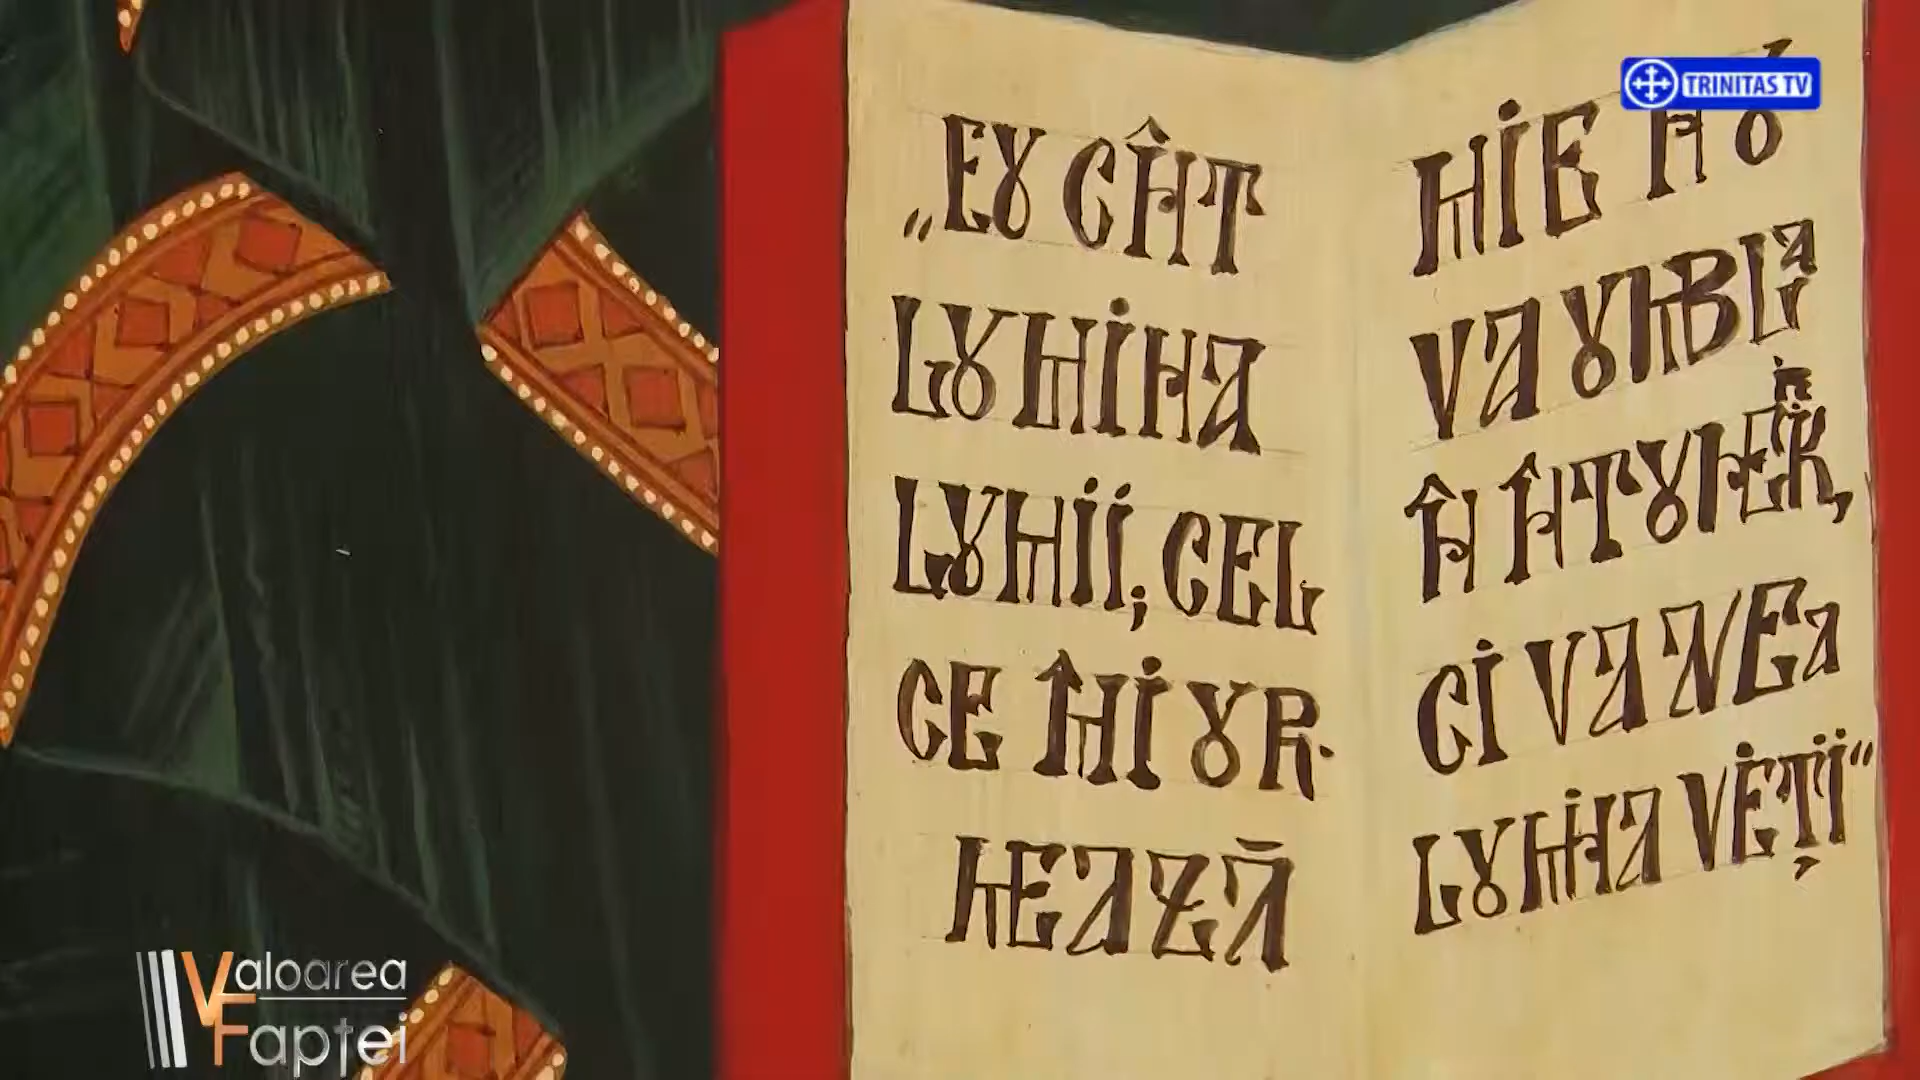 TRINITAS TV
„EU SÎNT
LUMINA
LUMII; CEL
CE ÎMI UR.
MEAZĂ
MIE NU
VA UMBLA
ÎN ÎNTUNERIC,
CI VA AVEA
LUMINA VIEȚII“
Valoarea
Faptei